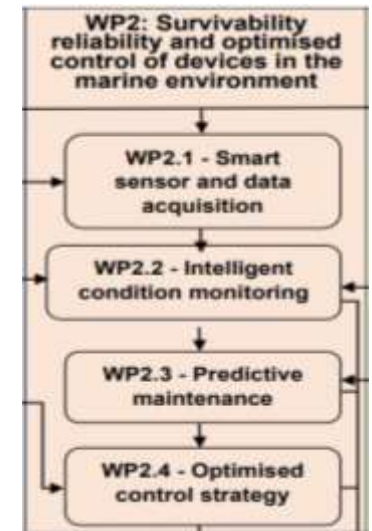 WP2: Survivability
reliability and optimised
control of devices in the
marine environment
WP2.1 - Smart
sensor and data
acquisition
WP2.2 - Intelligent
condition monitoring
WP2.3 - Predictive
maintenance
WP2.4 - Optimised
control strategy